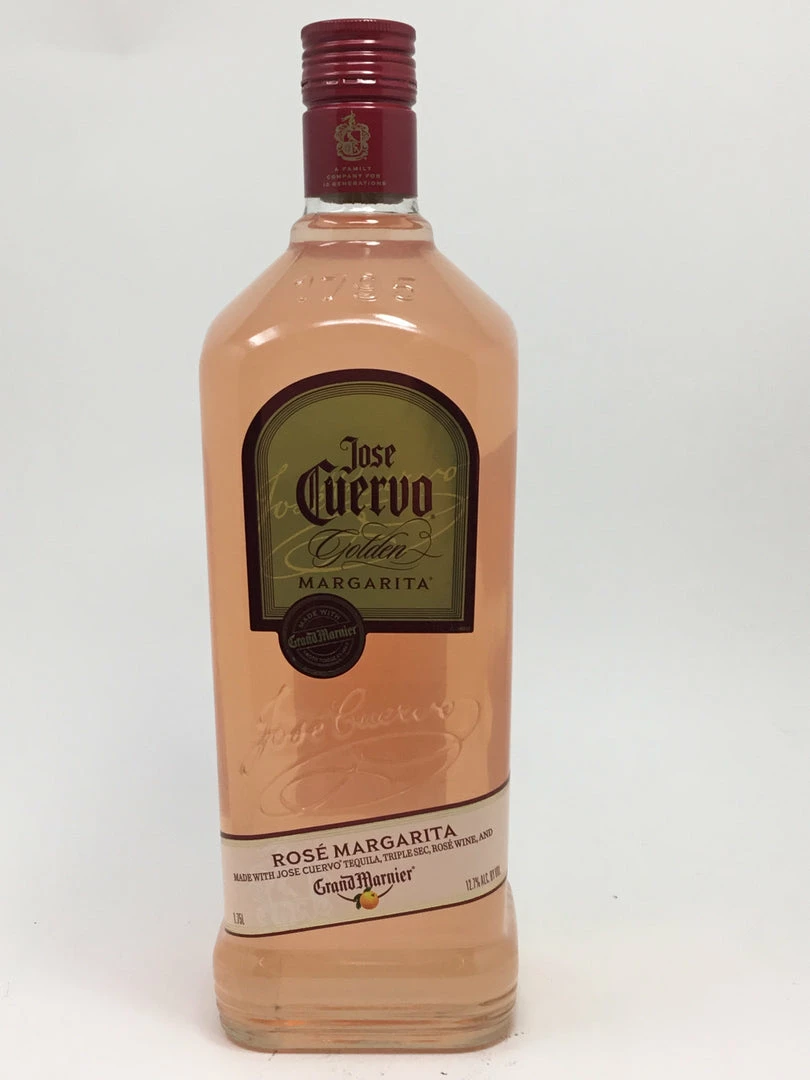 A FAMILY
COMPANY FOR
10 GENERATIONS
1765
Jose
Cuervo
Golden
MARGARITA
MADE WITH
Grand Marnier
Jose Cuervo
ROSÉ MARGARITA
MADE WITH JOSE CUERVO® TEQUILA, TRIPLE SEC, ROSÉ WINE, AND
Grand Marnier®
1.75L
12.7% ALC. BY VOL.